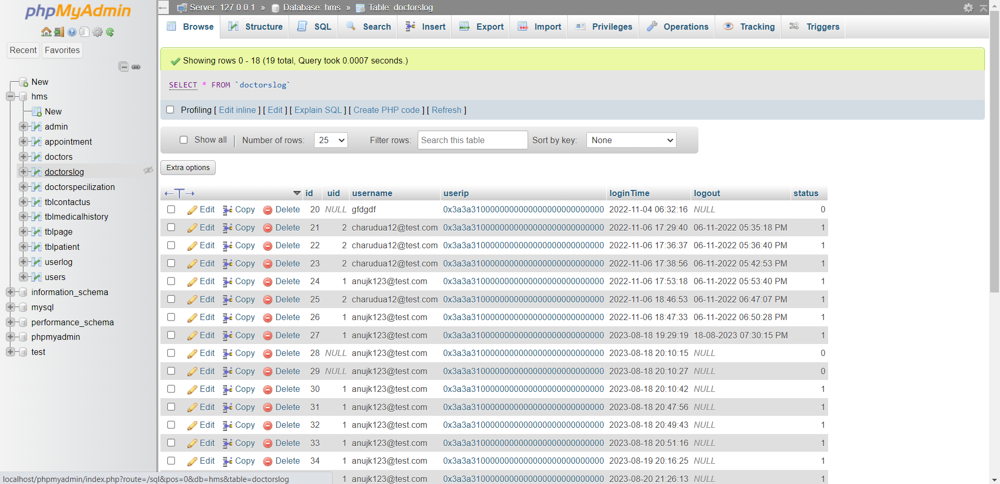 phpMyAdmin
Recent Favorites
New
hms
New
admin
appointment
doctors
doctorslog
doctorspecilization
tblcontactus
tblmedicalhistory
tblpage
tblpatient
userlog
users
information_schema
mysql
performance_schema
phpmyadmin
test
localhost/phpmyadmin/index.php?route=/sql&pos=0&db=hms&table=doctorslog
Server: 127.0.0.1 » Database: hms » Table: doctorslog
Browse Structure SQL Search Insert Export Import Privileges Operations Tracking Triggers
Showing rows 0 - 18 (19 total, Query took 0.0007 seconds.)
SELECT * FROM `doctorslog`
Profiling [ Edit inline ] [ Edit ] [ Explain SQL ] [ Create PHP code ] [ Refresh ]
Show all Number of rows: 25 Filter rows: Search this table Sort by key: None
Extra options
←T→ id uid username userip loginTime logout status
Edit Copy Delete 20 NULL gfdgdf 0x3a3a31000000000000000000000000 2022-11-04 06:32:16 NULL 0
Edit Copy Delete 21 2 charudua12@test.com 0x3a3a31000000000000000000000000 2022-11-06 17:29:40 06-11-2022 05:35:18 PM 1
Edit Copy Delete 22 2 charudua12@test.com 0x3a3a31000000000000000000000000 2022-11-06 17:36:37 06-11-2022 05:36:40 PM 1
Edit Copy Delete 23 2 charudua12@test.com 0x3a3a31000000000000000000000000 2022-11-06 17:38:56 06-11-2022 05:42:53 PM 1
Edit Copy Delete 24 1 anujk123@test.com 0x3a3a31000000000000000000000000 2022-11-06 17:53:18 06-11-2022 05:53:40 PM 1
Edit Copy Delete 25 2 charudua12@test.com 0x3a3a31000000000000000000000000 2022-11-06 18:46:53 06-11-2022 06:47:07 PM 1
Edit Copy Delete 26 1 anujk123@test.com 0x3a3a31000000000000000000000000 2022-11-06 18:47:33 06-11-2022 06:50:28 PM 1
Edit Copy Delete 27 1 anujk123@test.com 0x3a3a31000000000000000000000000 2023-08-18 19:29:19 18-08-2023 07:30:15 PM 1
Edit Copy Delete 28 NULL anujk123@test.com 0x3a3a31000000000000000000000000 2023-08-18 20:10:15 NULL 0
Edit Copy Delete 29 NULL anujk123@test.com 0x3a3a31000000000000000000000000 2023-08-18 20:10:27 NULL 0
Edit Copy Delete 30 1 anujk123@test.com 0x3a3a31000000000000000000000000 2023-08-18 20:10:42 NULL 1
Edit Copy Delete 31 1 anujk123@test.com 0x3a3a31000000000000000000000000 2023-08-18 20:47:56 NULL 1
Edit Copy Delete 32 1 anujk123@test.com 0x3a3a31000000000000000000000000 2023-08-18 20:49:43 NULL 1
Edit Copy Delete 33 1 anujk123@test.com 0x3a3a31000000000000000000000000 2023-08-18 20:51:16 NULL 1
Edit Copy Delete 34 1 anujk123@test.com 0x3a3a31000000000000000000000000 2023-08-19 20:16:25 NULL 1
1 anujk123@test.com 0x3a3a31000000000000000000000000 2023-08-20 21:26:13 NULL 1